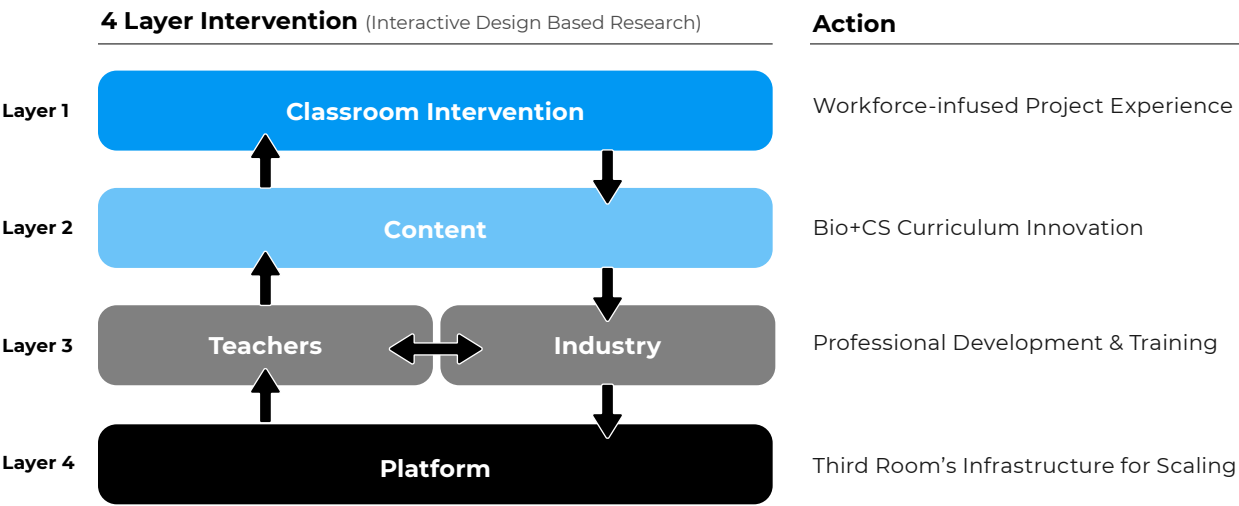 4 Layer Intervention (Interactive Design Based Research) Action
Layer 1 Classroom Intervention Workforce-infused Project Experience
Layer 2 Content Bio+CS Curriculum Innovation
Layer 3 Teachers Industry Professional Development & Training
Layer 4 Platform Third Room’s Infrastructure for Scaling